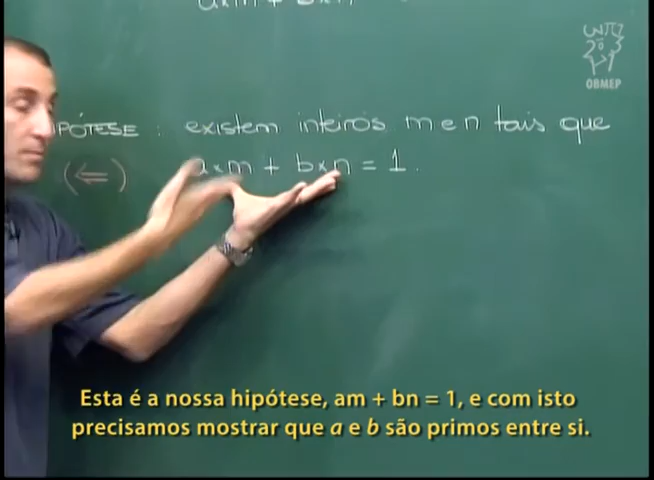 OBMEP
PÓTESE : existem inteiros m e n tais que
(⇐) a×m + b×n = 1.
Esta é a nossa hipótese, am + bn = 1, e com isto
precisamos mostrar que a e b são primos entre si.